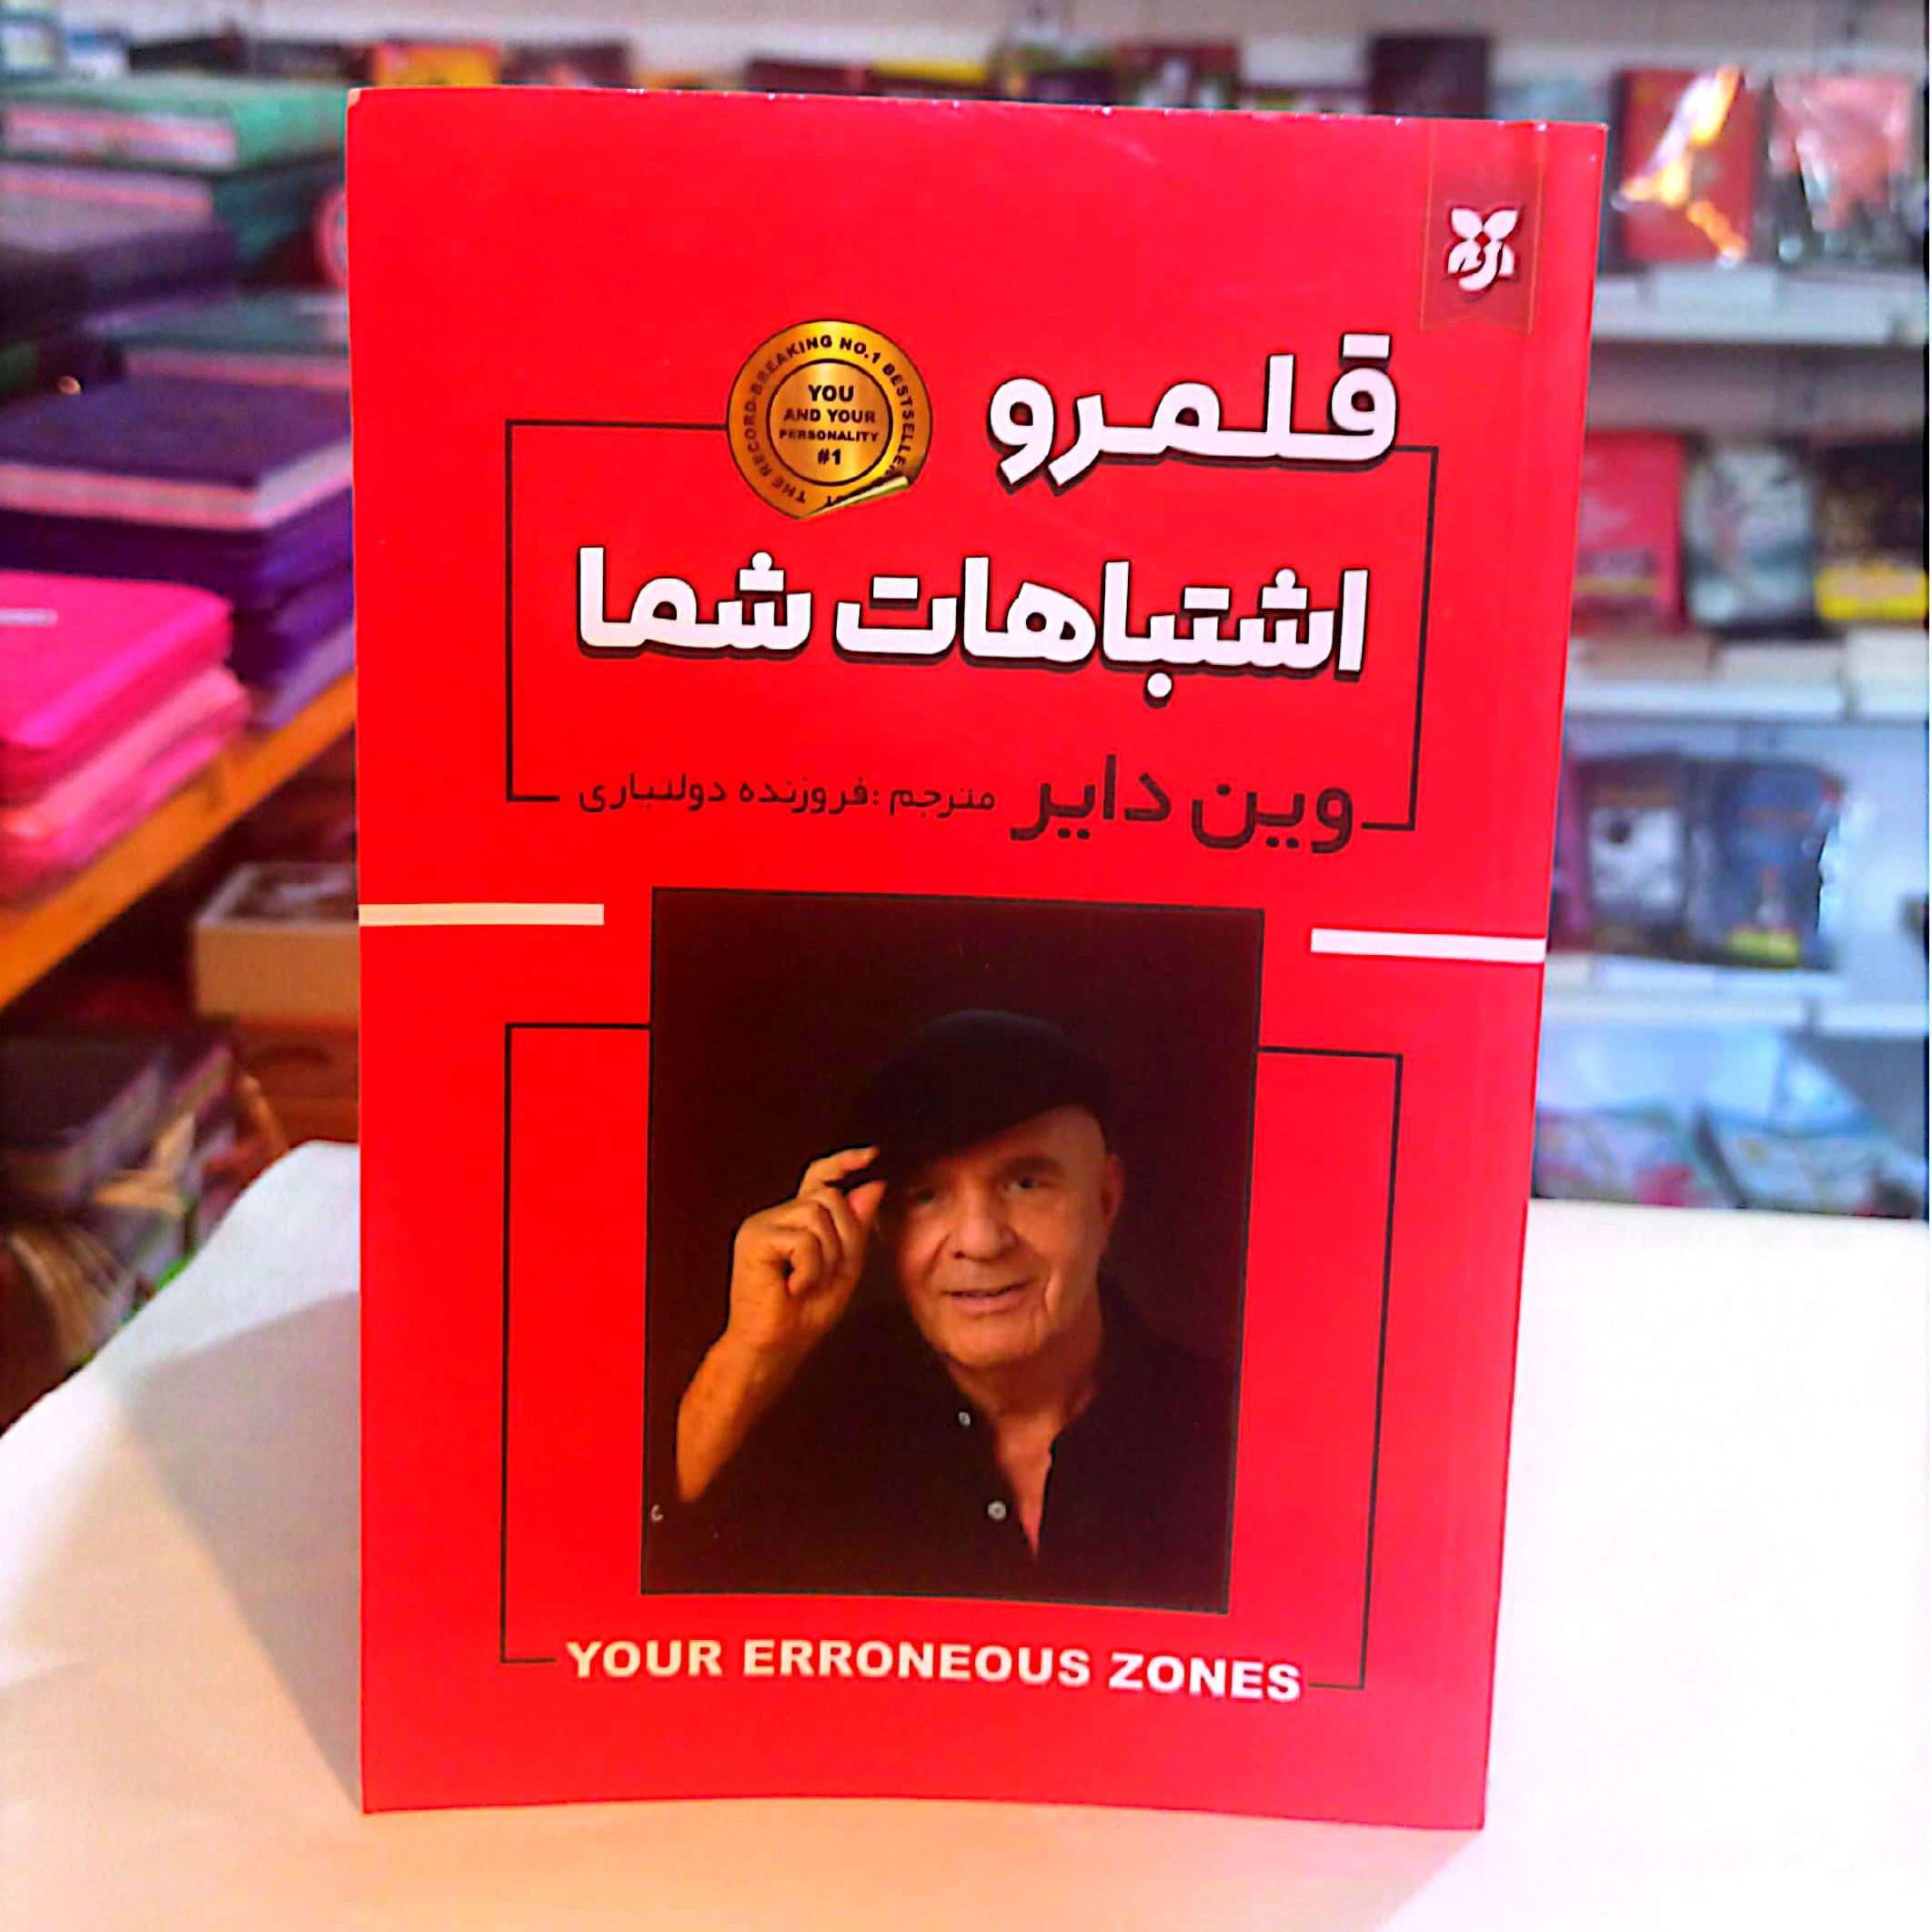 قلمرو
THE RECORD-BREAKING NO.1 BESTSELLER
YOU
AND YOUR
PERSONALITY
#1
اشتباهات شما
وین دایر مترجم :فروزنده دولتیاری
YOUR ERRONEOUS ZONES